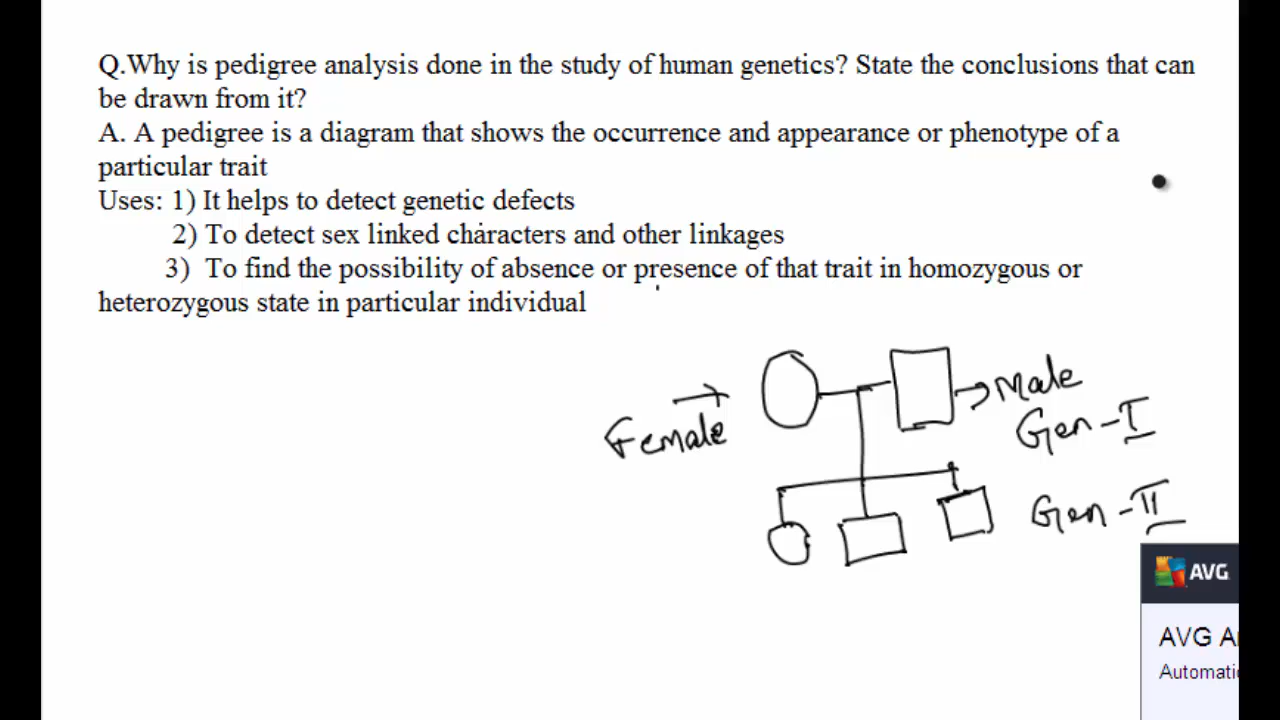 Q.Why is pedigree analysis done in the study of human genetics? State the conclusions that can
be drawn from it?
A. A pedigree is a diagram that shows the occurrence and appearance or phenotype of a
particular trait
Uses: 1) It helps to detect genetic defects
2) To detect sex linked characters and other linkages
3) To find the possibility of absence or presence of that trait in homozygous or
heterozygous state in particular individual
Male
Female
Gen-I
Gen-II
AVG
AVG
Automatic